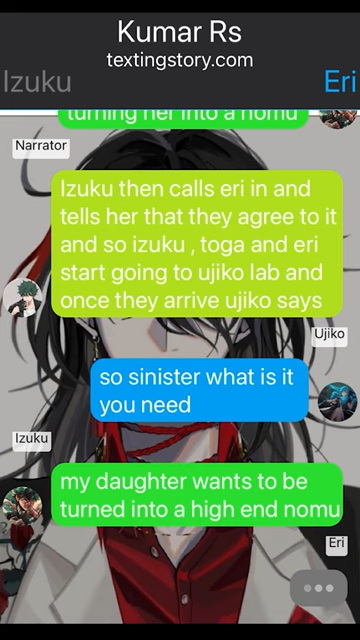 Kumar Rs
textingstory.com
Izuku
Eri
turning her into a nomu
Narrator
Izuku then calls eri in and
tells her that they agree to it
and so izuku , toga and eri
start going to ujiko lab and
once they arrive ujiko says
Ujiko
so sinister what is it
you need
Izuku
my daughter wants to be
turned into a high end nomu
Eri